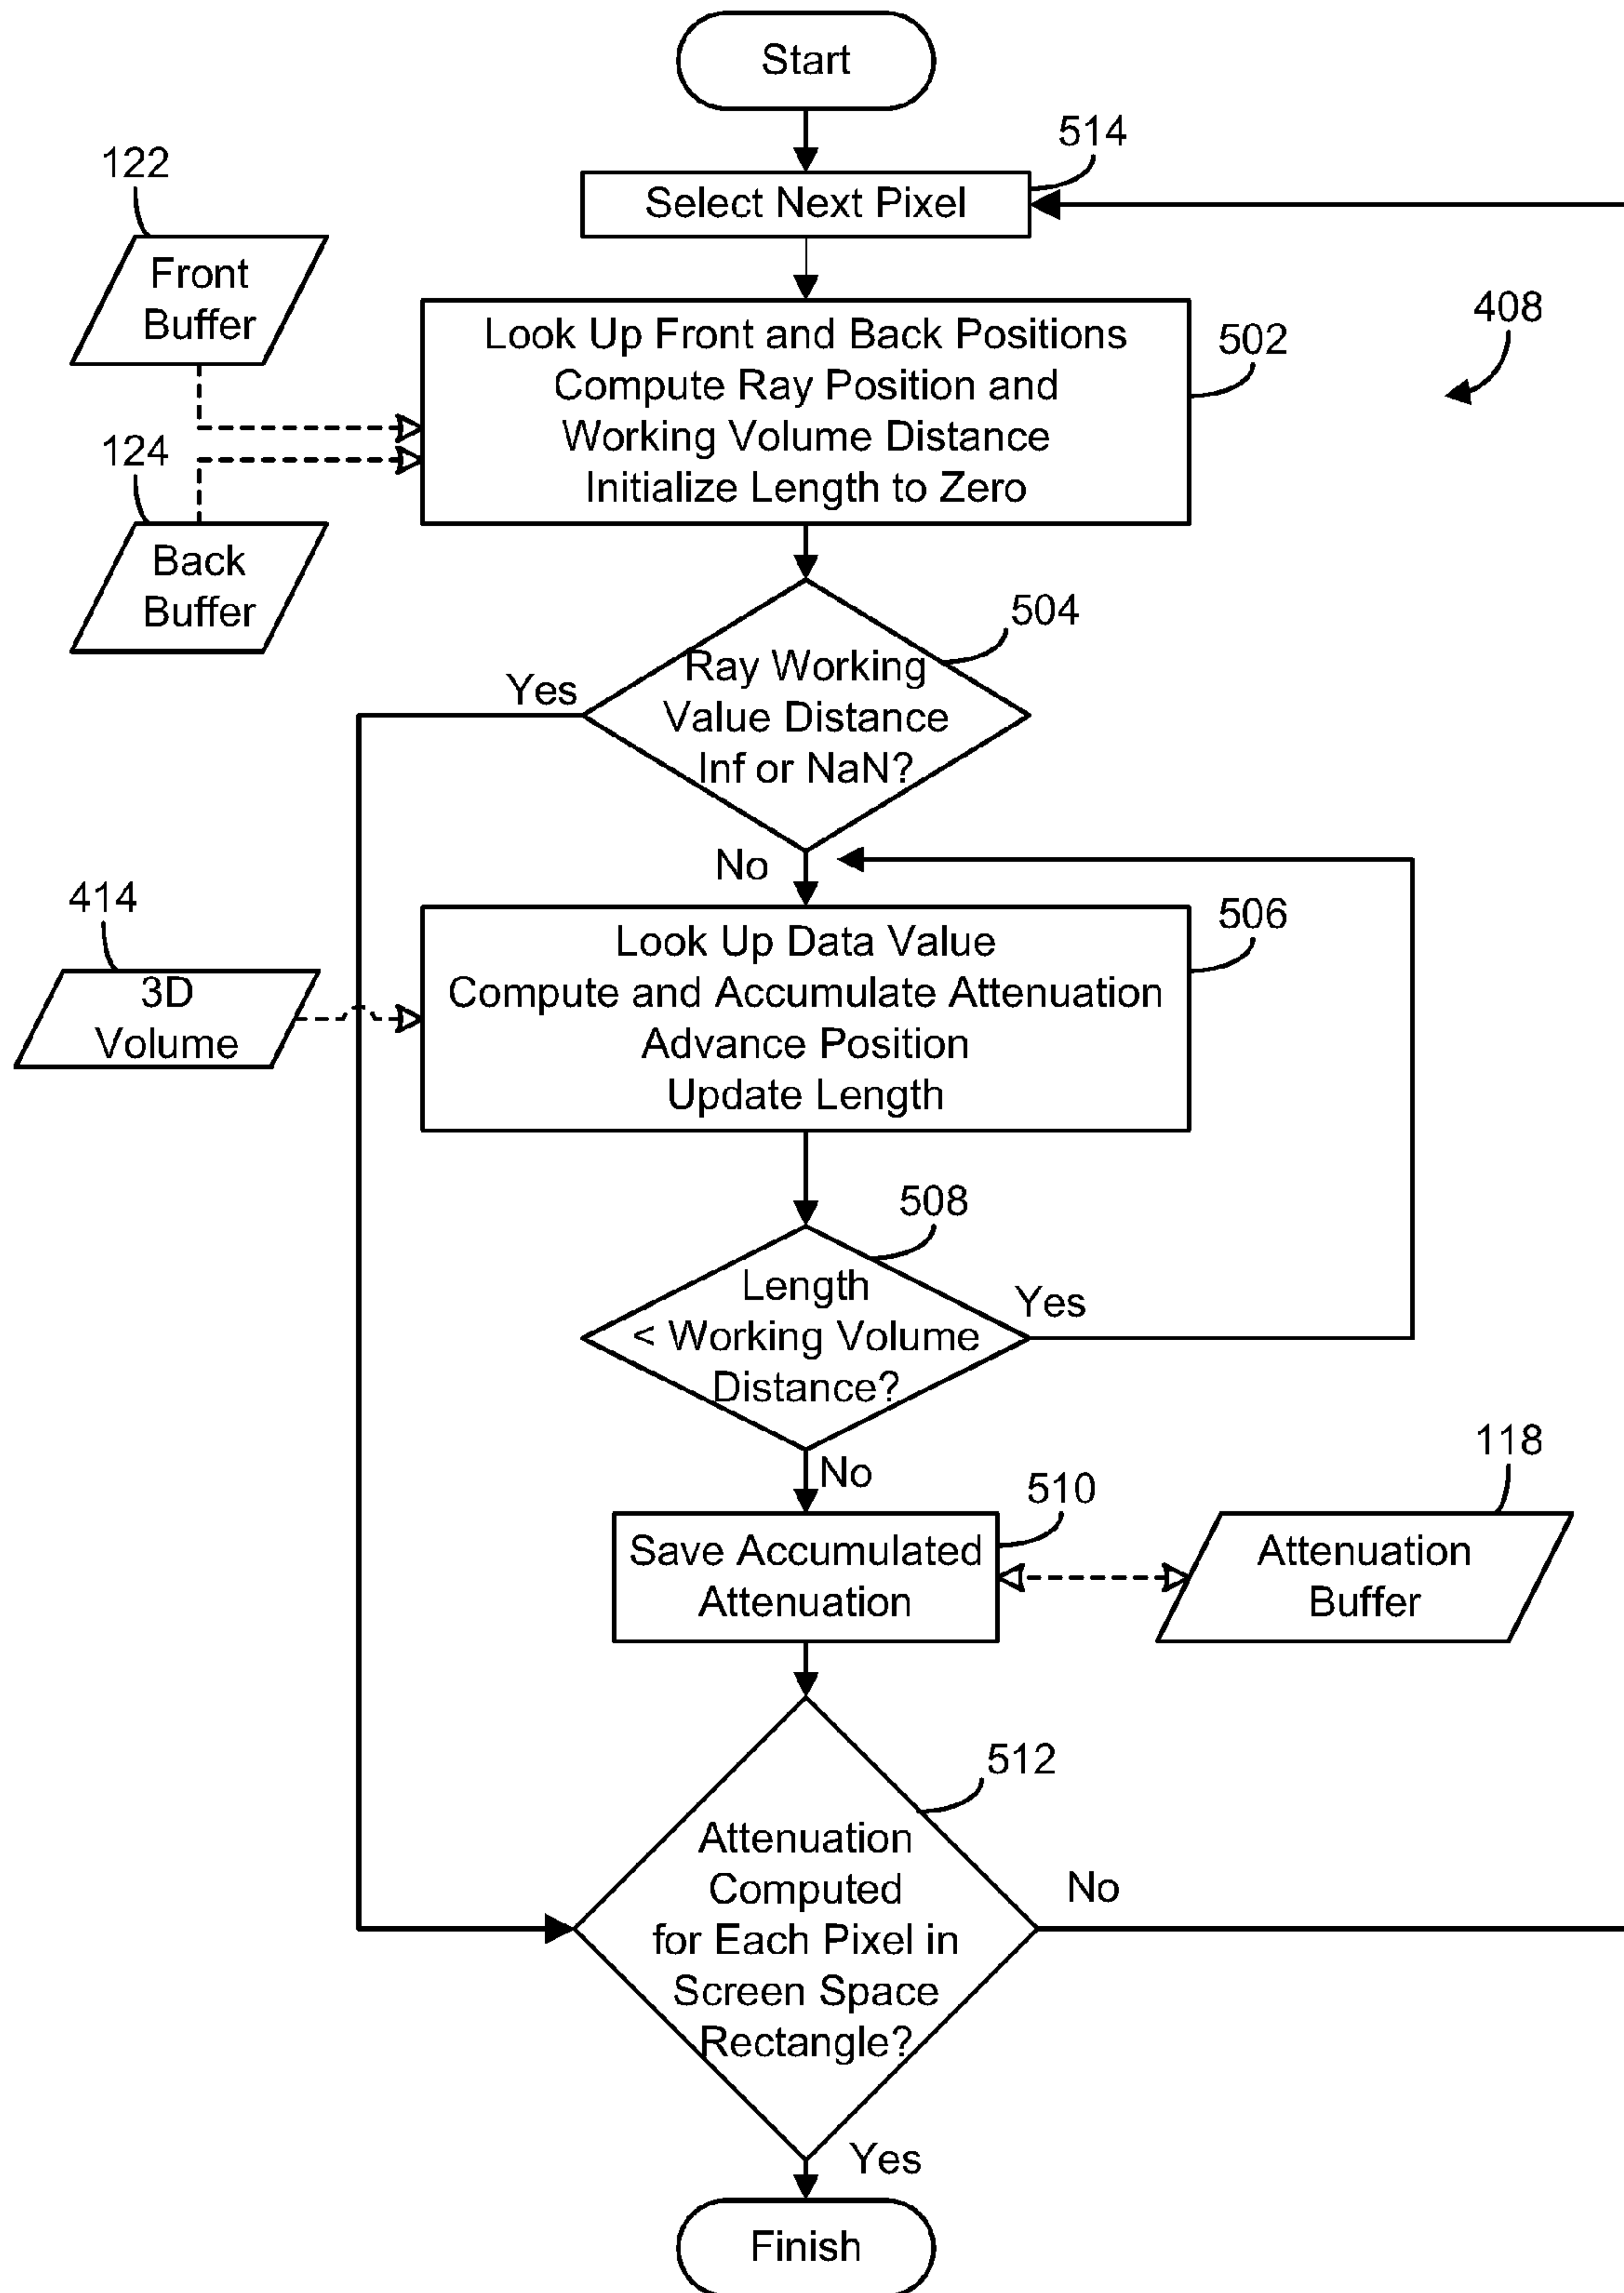 Start
514
Select Next Pixel
122
Front
Buffer
408
Look Up Front and Back Positions
Compute Ray Position and
Working Volume Distance
Initialize Length to Zero
502
124
Back
Buffer
504
Ray Working
Value Distance
Inf or NaN?
Yes
No
414
3D
Volume
506
Look Up Data Value
Compute and Accumulate Attenuation
Advance Position
Update Length
508
Length
< Working Volume
Distance?
Yes
No
510
118
Save Accumulated
Attenuation
Attenuation
Buffer
512
Attenuation
Computed
for Each Pixel in
Screen Space
Rectangle?
No
Yes
Finish